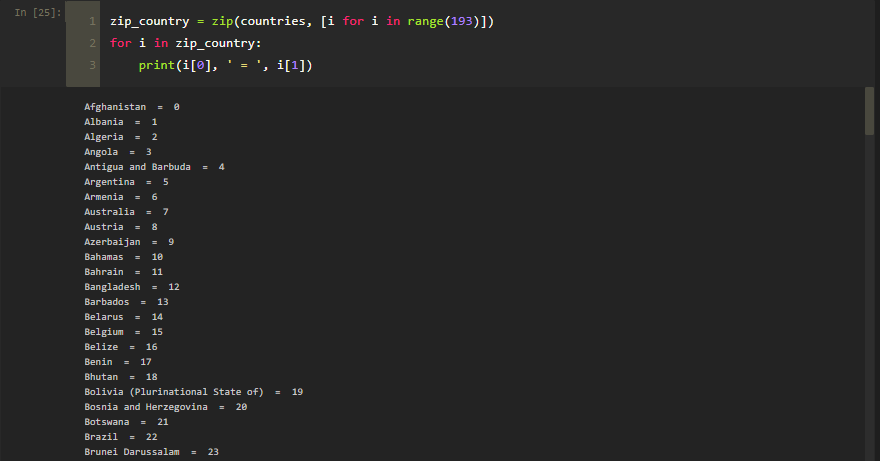 In [25]:
1 zip_country = zip(countries, [i for i in range(193)])
2 for i in zip_country:
3     print(i[0], ' = ', i[1])
Afghanistan  =  0
Albania  =  1
Algeria  =  2
Angola  =  3
Antigua and Barbuda  =  4
Argentina  =  5
Armenia  =  6
Australia  =  7
Austria  =  8
Azerbaijan  =  9
Bahamas  =  10
Bahrain  =  11
Bangladesh  =  12
Barbados  =  13
Belarus  =  14
Belgium  =  15
Belize  =  16
Benin  =  17
Bhutan  =  18
Bolivia (Plurinational State of)  =  19
Bosnia and Herzegovina  =  20
Botswana  =  21
Brazil  =  22
Brunei Darussalam  =  23